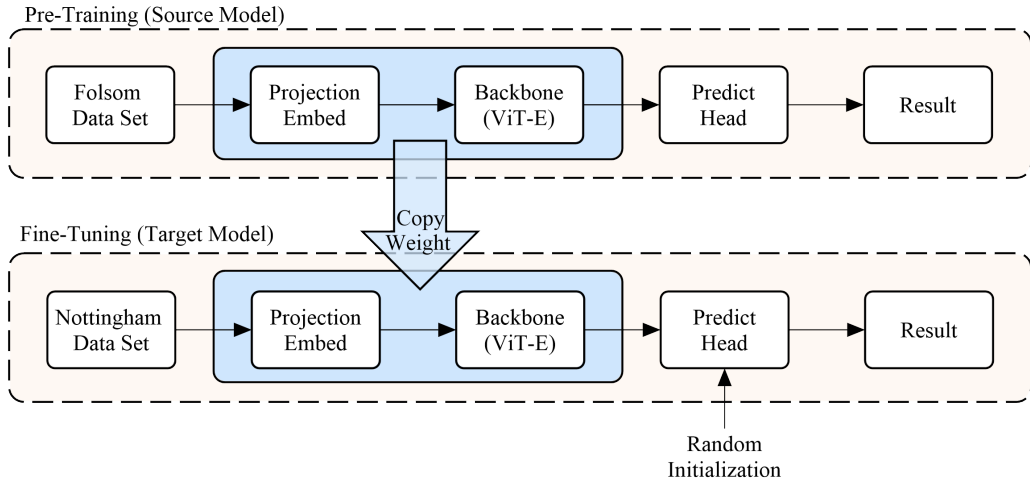 Pre-Training (Source Model)
Folsom
Data Set
Projection
Embed
Backbone
(ViT-E)
Predict
Head
Result
Copy
Weight
Fine-Tuning (Target Model)
Nottingham
Data Set
Projection
Embed
Backbone
(ViT-E)
Predict
Head
Result
Random
Initialization